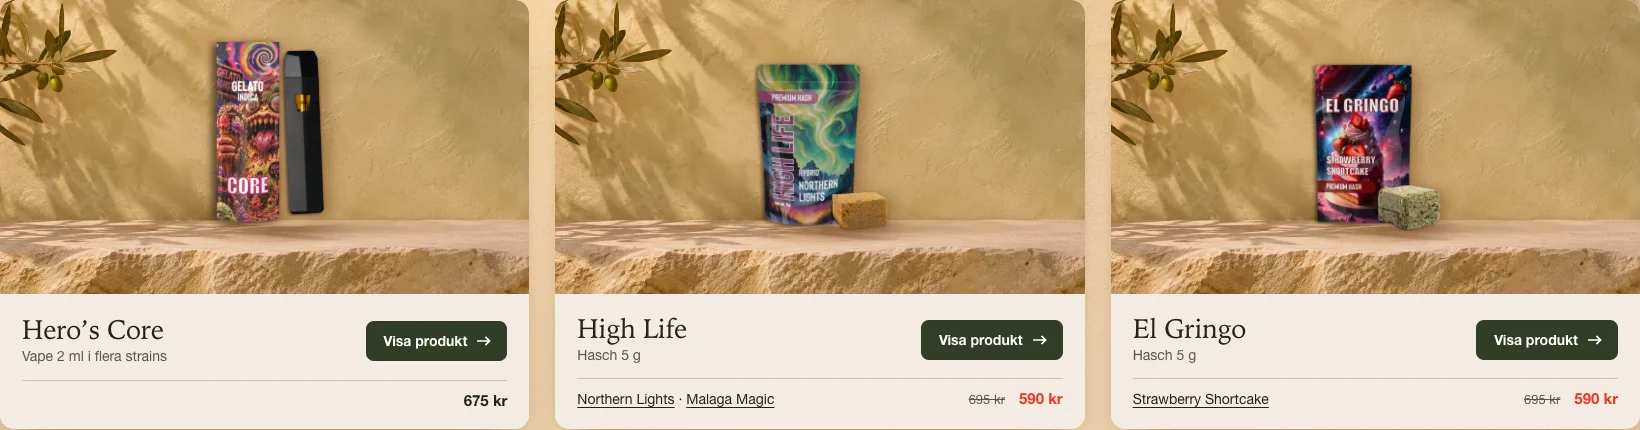 GELATO
INDICA
CORE
Hero's Core
Vape 2 ml i flera strains
Visa produkt →
675 kr
PREMIUM HASH
HIGH LIFE
HYBRID
NORTHERN
LIGHTS
High Life
Hasch 5 g
Visa produkt →
Northern Lights · Malaga Magic
695 kr 590 kr
EL GRINGO
STRAWBERRY
SHORTCAKE
PREMIUM HASH
El Gringo
Hasch 5 g
Visa produkt →
Strawberry Shortcake
695 kr 590 kr